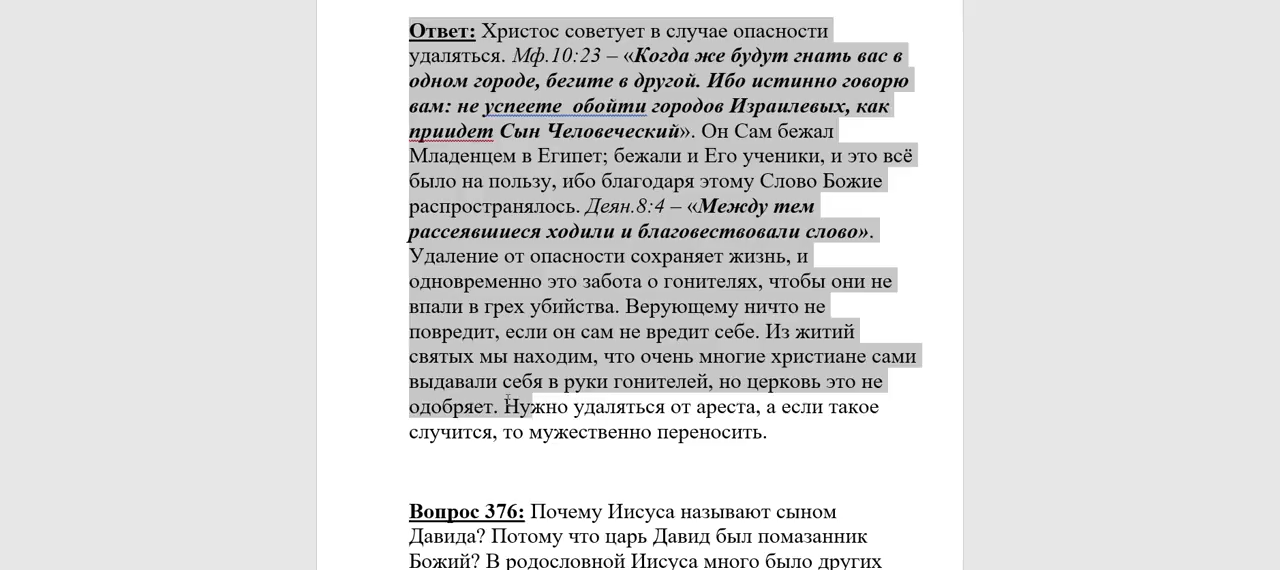 Ответ: Христос советует в случае опасности
удаляться. Мф.10:23 – «Когда же будут гнать вас в
одном городе, бегите в другой. Ибо истинно говорю
вам: не успеете  обойти городов Израилевых, как
приидет Сын Человеческий». Он Сам бежал
Младенцем в Египет; бежали и Его ученики, и это всё
было на пользу, ибо благодаря этому Слово Божие
распространялось. Деян.8:4 – «Между тем
рассеявшиеся ходили и благовествовали слово».
Удаление от опасности сохраняет жизнь, и
одновременно это забота о гонителях, чтобы они не
впали в грех убийства. Верующему ничто не
повредит, если он сам не вредит себе. Из житий
святых мы находим, что очень многие христиане сами
выдавали себя в руки гонителей, но церковь это не
одобряет. Нужно удаляться от ареста, а если такое
случится, то мужественно переносить.
Вопрос 376: Почему Иисуса называют сыном
Давида? Потому что царь Давид был помазанник
Божий? В родословной Иисуса много было других